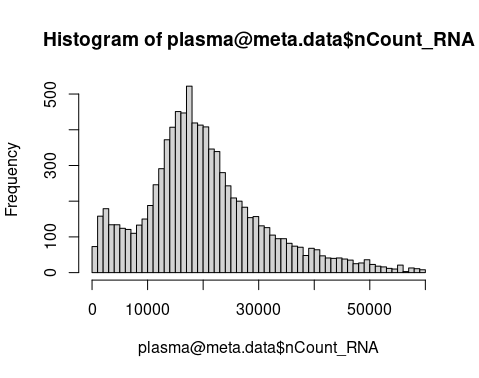 Histogram of plasma@meta.data$nCount_RNA
Frequency
500
300
100
0
0 10000 30000 50000
plasma@meta.data$nCount_RNA